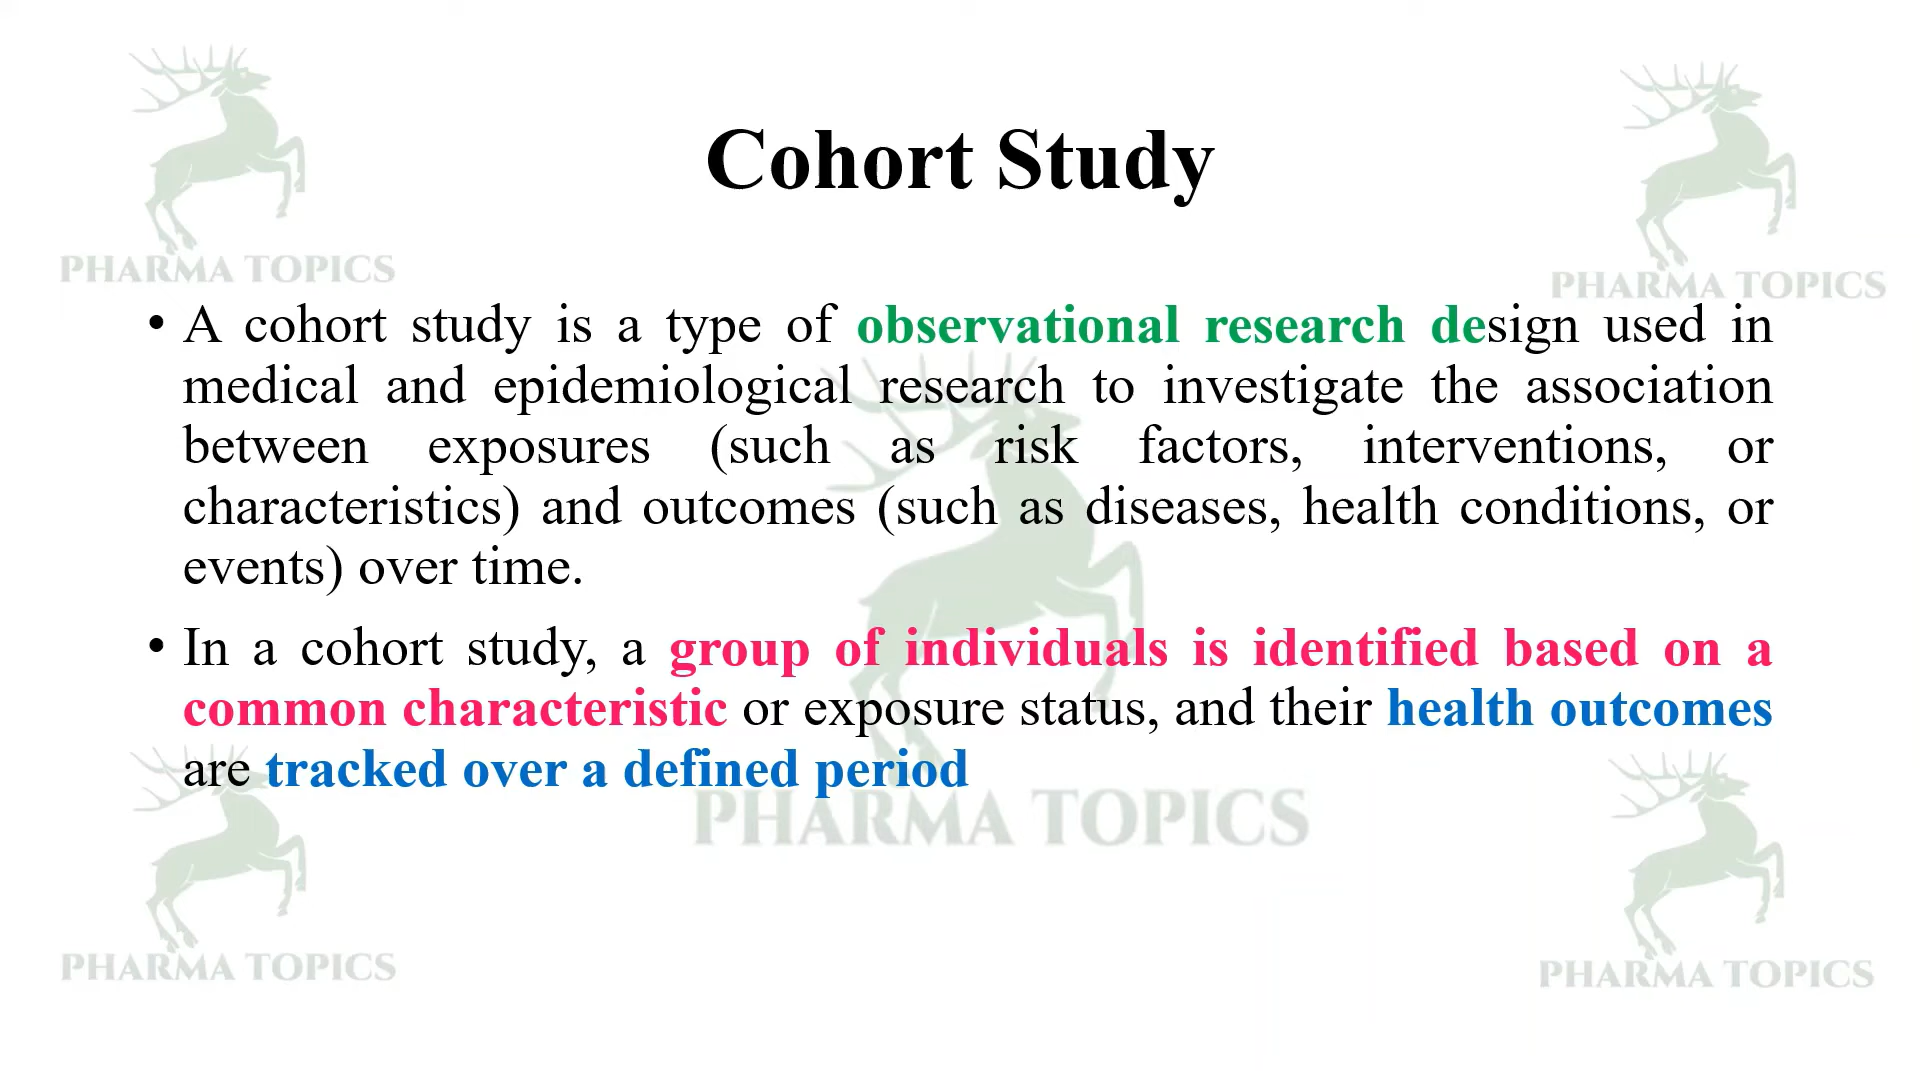 PHARMA TOPICS
PHARMA TOPICS
Cohort Study
• A cohort study is a type of observational research design used in
medical and epidemiological research to investigate the association
between exposures (such as risk factors, interventions, or
characteristics) and outcomes (such as diseases, health conditions, or
events) over time.
• In a cohort study, a group of individuals is identified based on a
common characteristic or exposure status, and their health outcomes
are tracked over a defined period
PHARMA TOPICS
PHARMA TOPICS
PHARMA TOPICS